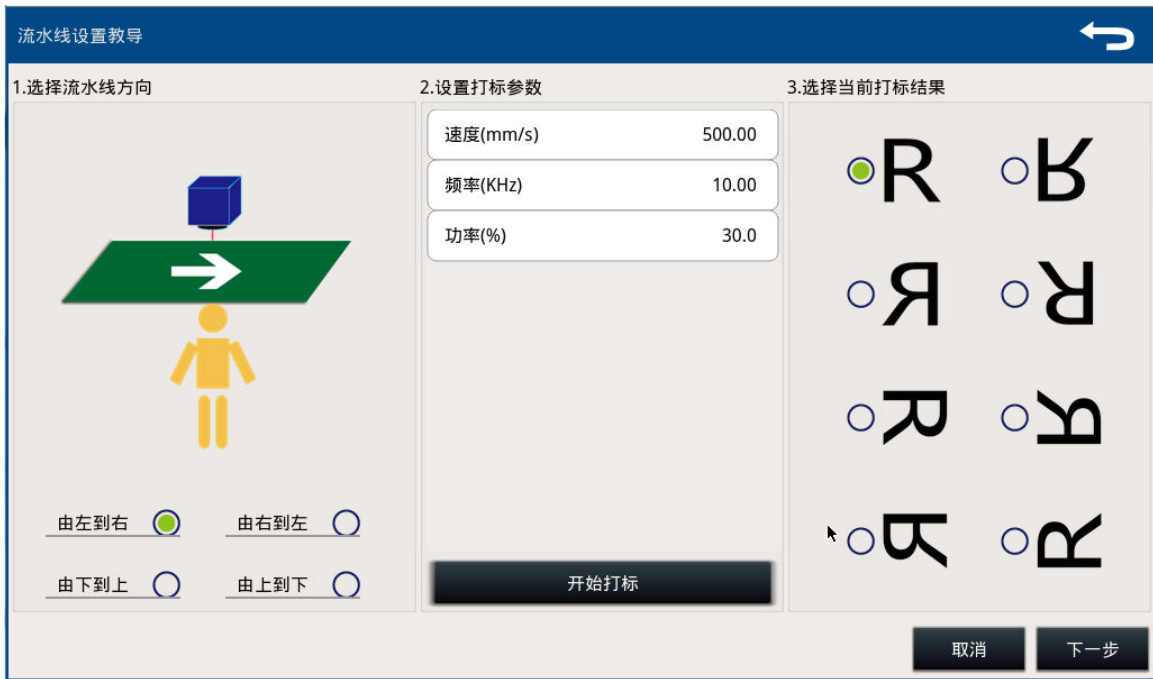 流水线设置教导
1.选择流水线方向
2.设置打标参数
3.选择当前打标结果
速度(mm/s) 500.00
频率(KHz) 10.00
功率(%) 30.0
由左到右 由右到左
由下到上 由上到下
开始打标
R R
R R
R R
R R
取消 下一步